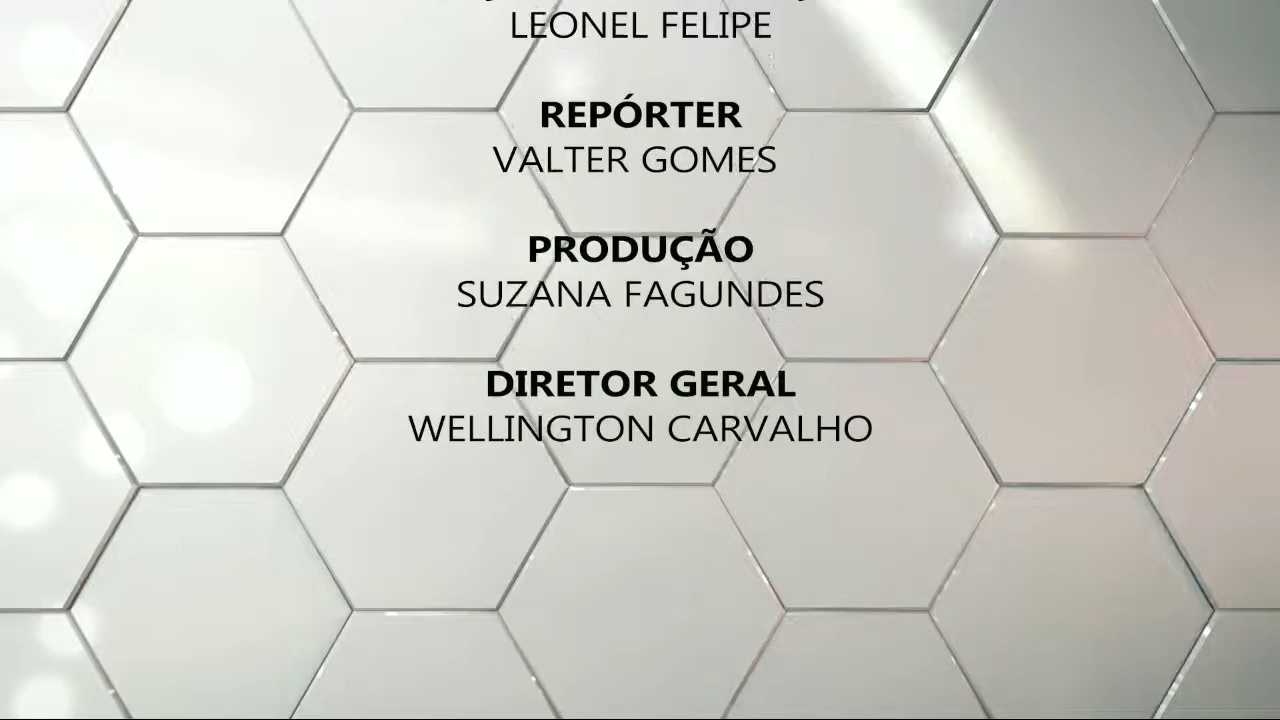 LEONEL FELIPE
REPÓRTER
VALTER GOMES
PRODUÇÃO
SUZANA FAGUNDES
DIRETOR GERAL
WELLINGTON CARVALHO